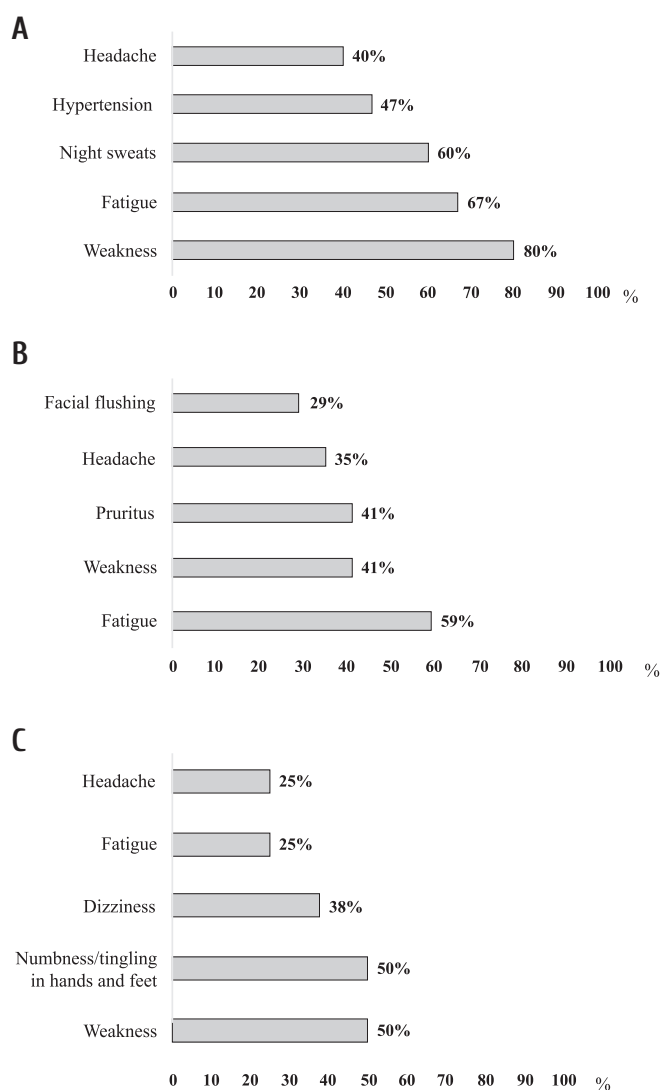 A
Headache 40%
Hypertension 47%
Night sweats 60%
Fatigue 67%
Weakness 80%
0 10 20 30 40 50 60 70 80 90 100 %
B
Facial flushing 29%
Headache 35%
Pruritus 41%
Weakness 41%
Fatigue 59%
0 10 20 30 40 50 60 70 80 90 100 %
C
Headache 25%
Fatigue 25%
Dizziness 38%
Numbness/tingling
in hands and feet 50%
Weakness 50%
0 10 20 30 40 50 60 70 80 90 100 %